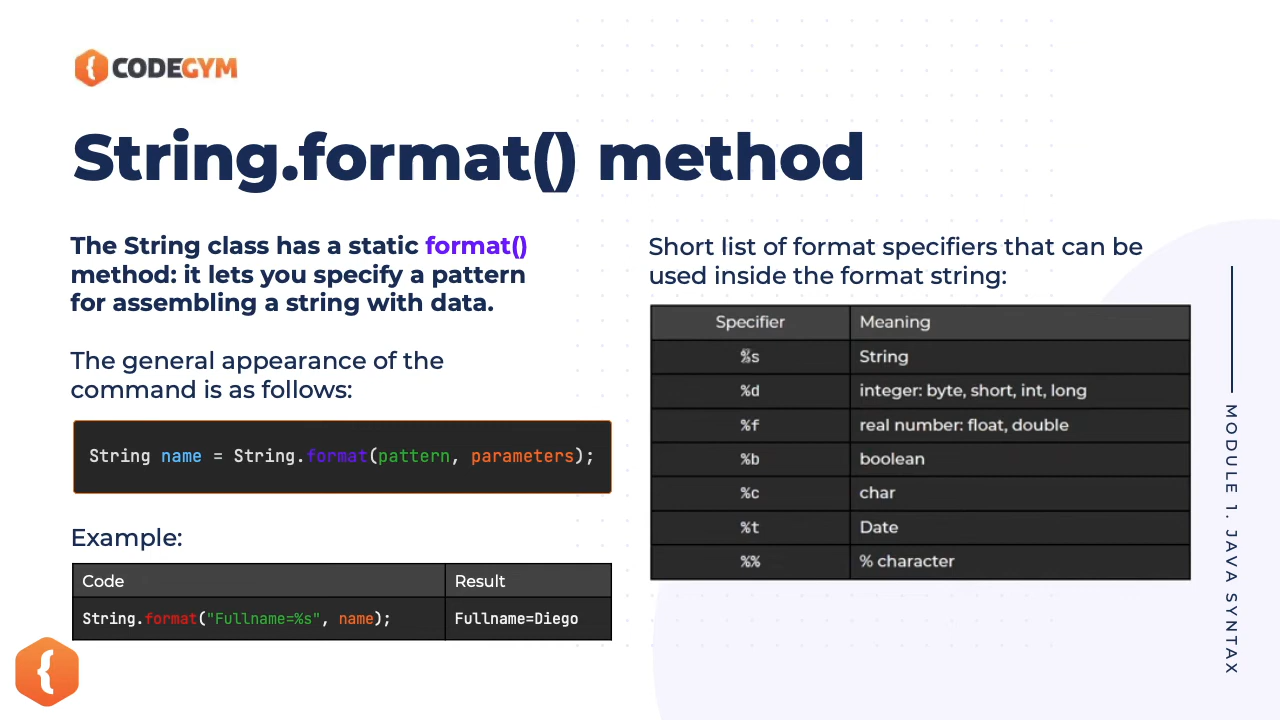 CODEGYM
String.format() method
The String class has a static format()
method: it lets you specify a pattern
for assembling a string with data.
The general appearance of the
command is as follows:
String name = String.format(pattern, parameters);
Example:
Code Result
String.format("Fullname=%s", name); Fullname=Diego
Short list of format specifiers that can be
used inside the format string:
Specifier Meaning
%s String
%d integer: byte, short, int, long
%f real number: float, double
%b boolean
%c char
%t Date
%% % character
MODULE 1. JAVA SYNTAX